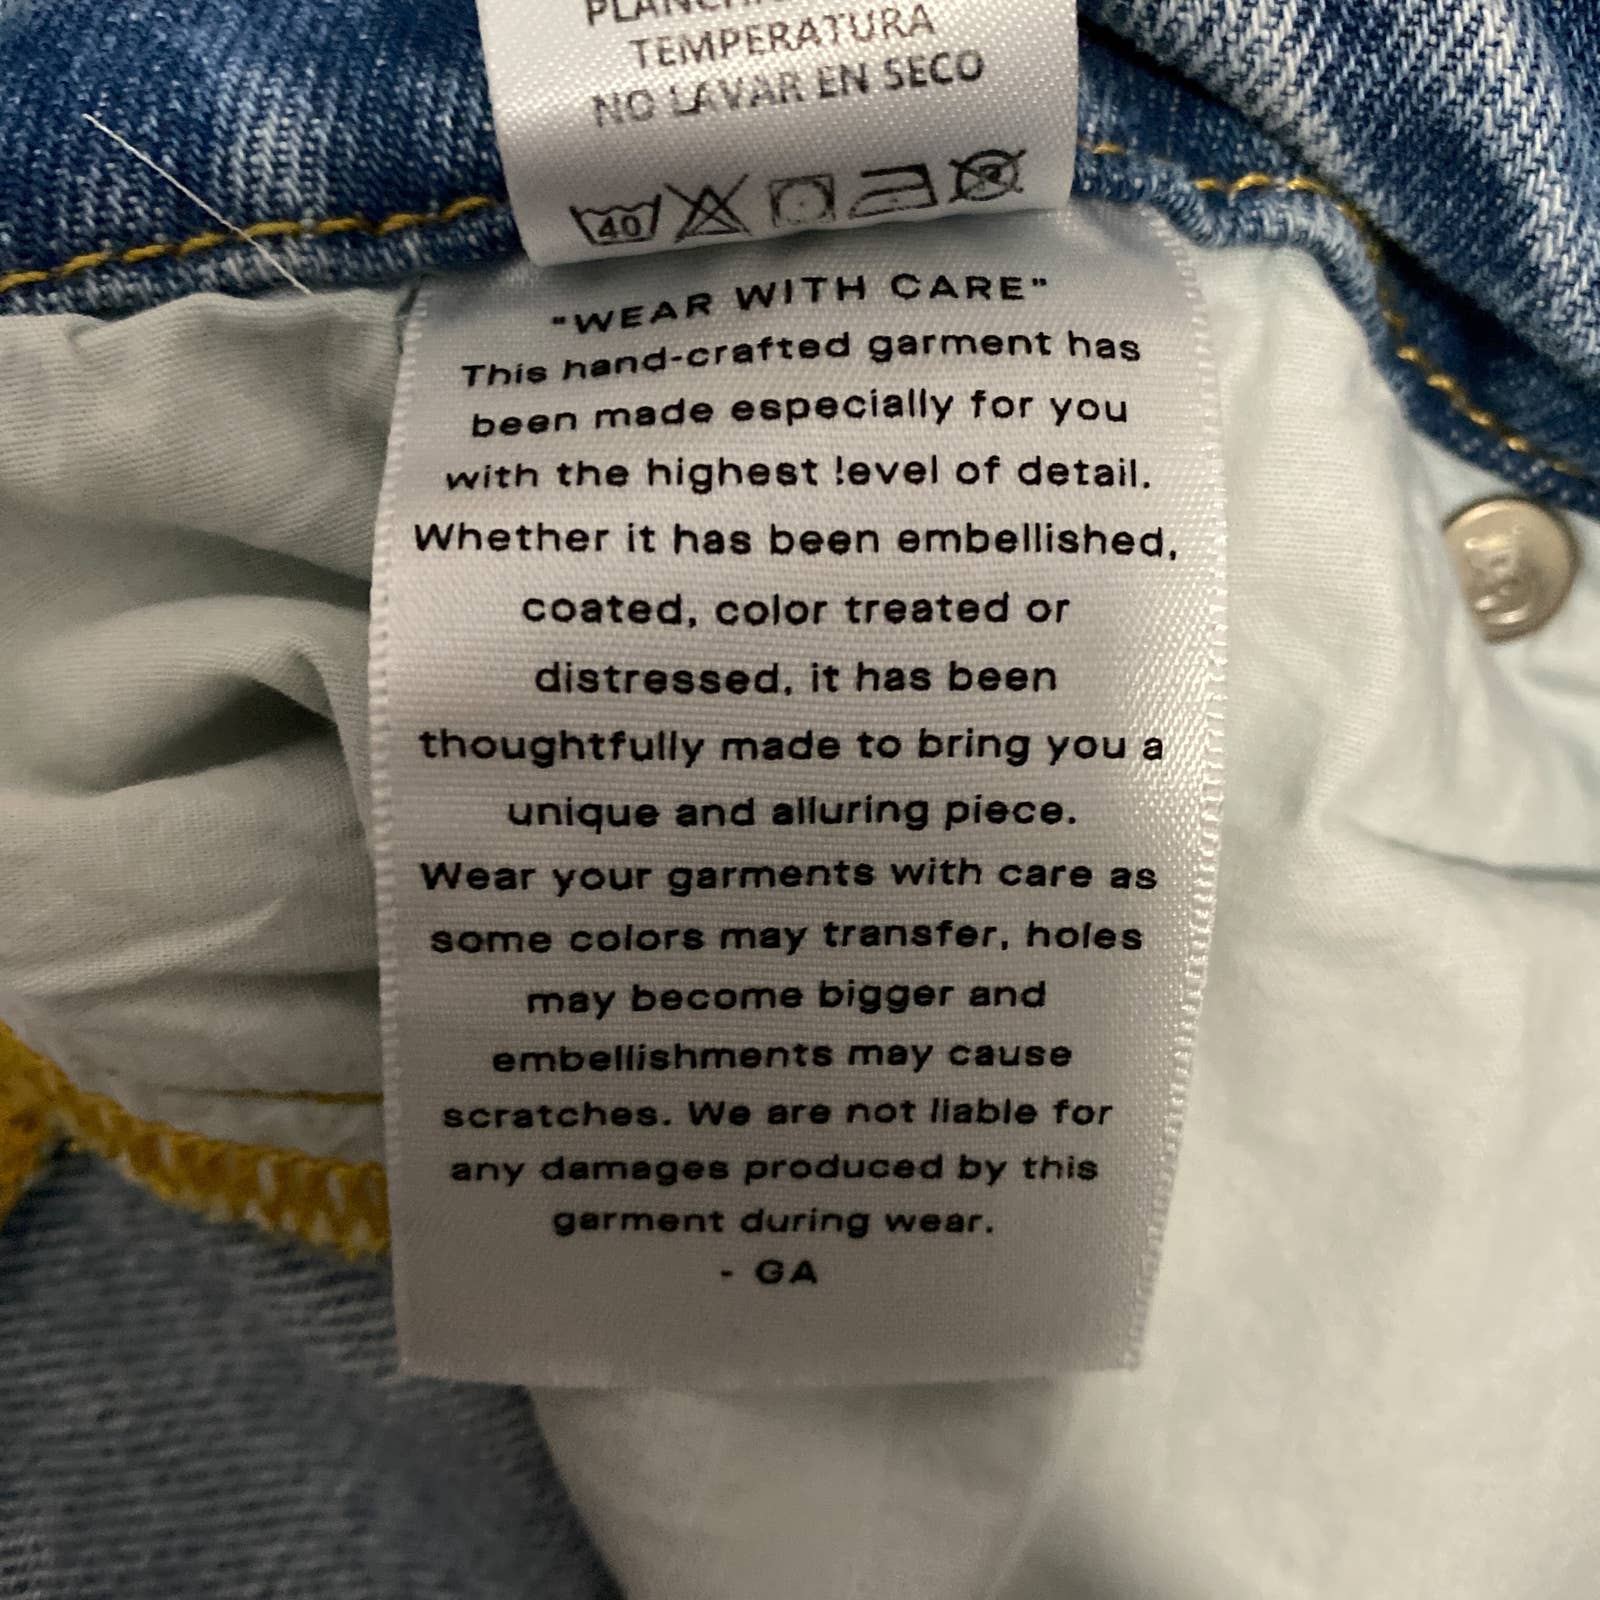 TEMPERATURA
NO LAVAR EN SECO
40
"WEAR WITH CARE"
This hand-crafted garment has
been made especially for you
with the highest level of detail.
Whether it has been embellished,
coated, color treated or
distressed, it has been
thoughtfully made to bring you a
unique and alluring piece.
Wear your garments with care as
some colors may transfer, holes
may become bigger and
embellishments may cause
scratches. We are not liable for
any damages produced by this
garment during wear.
- GA